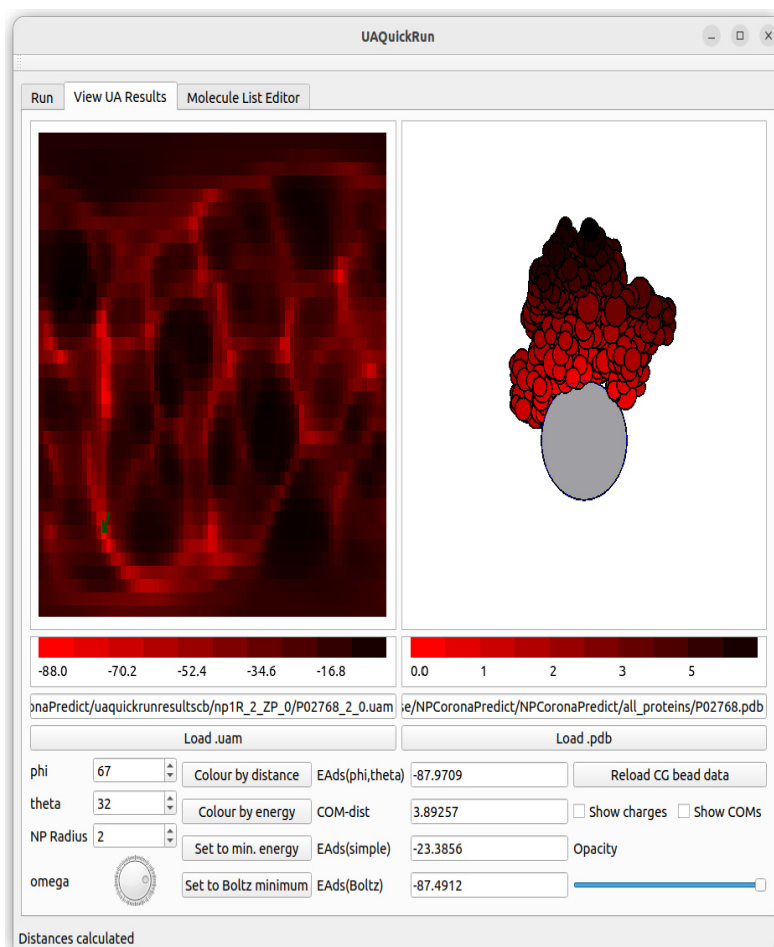 UAQuickRun
Run View UA Results Molecule List Editor
-88.0 -70.2 -52.4 -34.6 -16.8
0.0 1 2 3 5
onaPredict/uaquickrunresultscb/np1R_2_ZP_0/P02768_2_0.uam
se/NPCoronaPredict/NPCoronaPredict/all_proteins/P02768.pdb
Load .uam
Load .pdb
phi 67 Colour by distance EAds(phi,theta) -87.9709 Reload CG bead data
theta 32 Colour by energy COM-dist 3.89257 Show charges Show COMs
NP Radius 2 Set to min. energy EAds(simple) -23.3856 Opacity
omega Set to Boltz minimum EAds(Boltz) -87.4912
Distances calculated